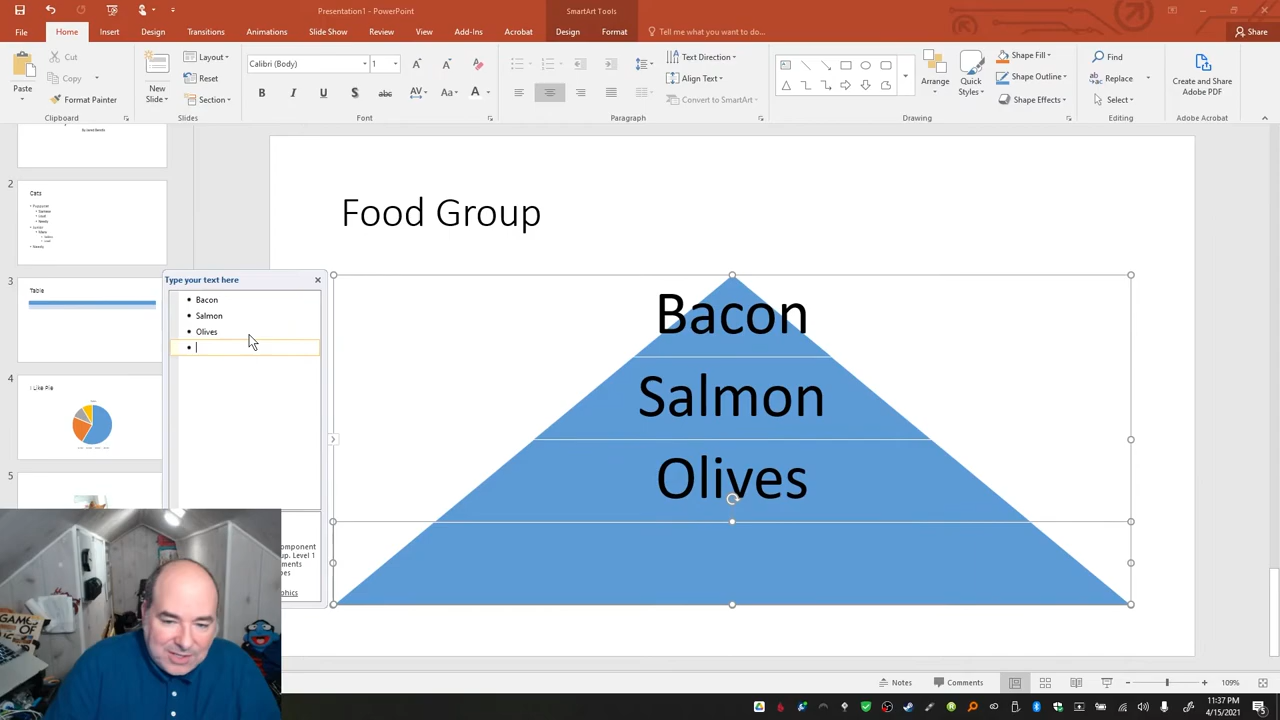 Presentation1 - PowerPoint
SmartArt Tools
File
Home
Insert
Design
Transitions
Animations
Slide Show
Review
View
Add-Ins
Acrobat
Design
Format
Tell me what you want to do...
Share
Paste
Cut
Copy
Format Painter
Clipboard
New Slide
Layout
Reset
Section
Slides
Calibri (Body)
1
Font
Text Direction
Align Text
Convert to SmartArt
Paragraph
Arrange
Quick Styles
Shape Fill
Shape Outline
Shape Effects
Drawing
Find
Replace
Select
Editing
Create and Share Adobe PDF
Adobe Acrobat
2
Cats
3
Table
4
I Like Pie
5
Type your text here
Bacon
Salmon
Olives
Food Group
Bacon
Salmon
Olives
GAME OF
Notes
Comments
109%
11:37 PM
4/15/2021